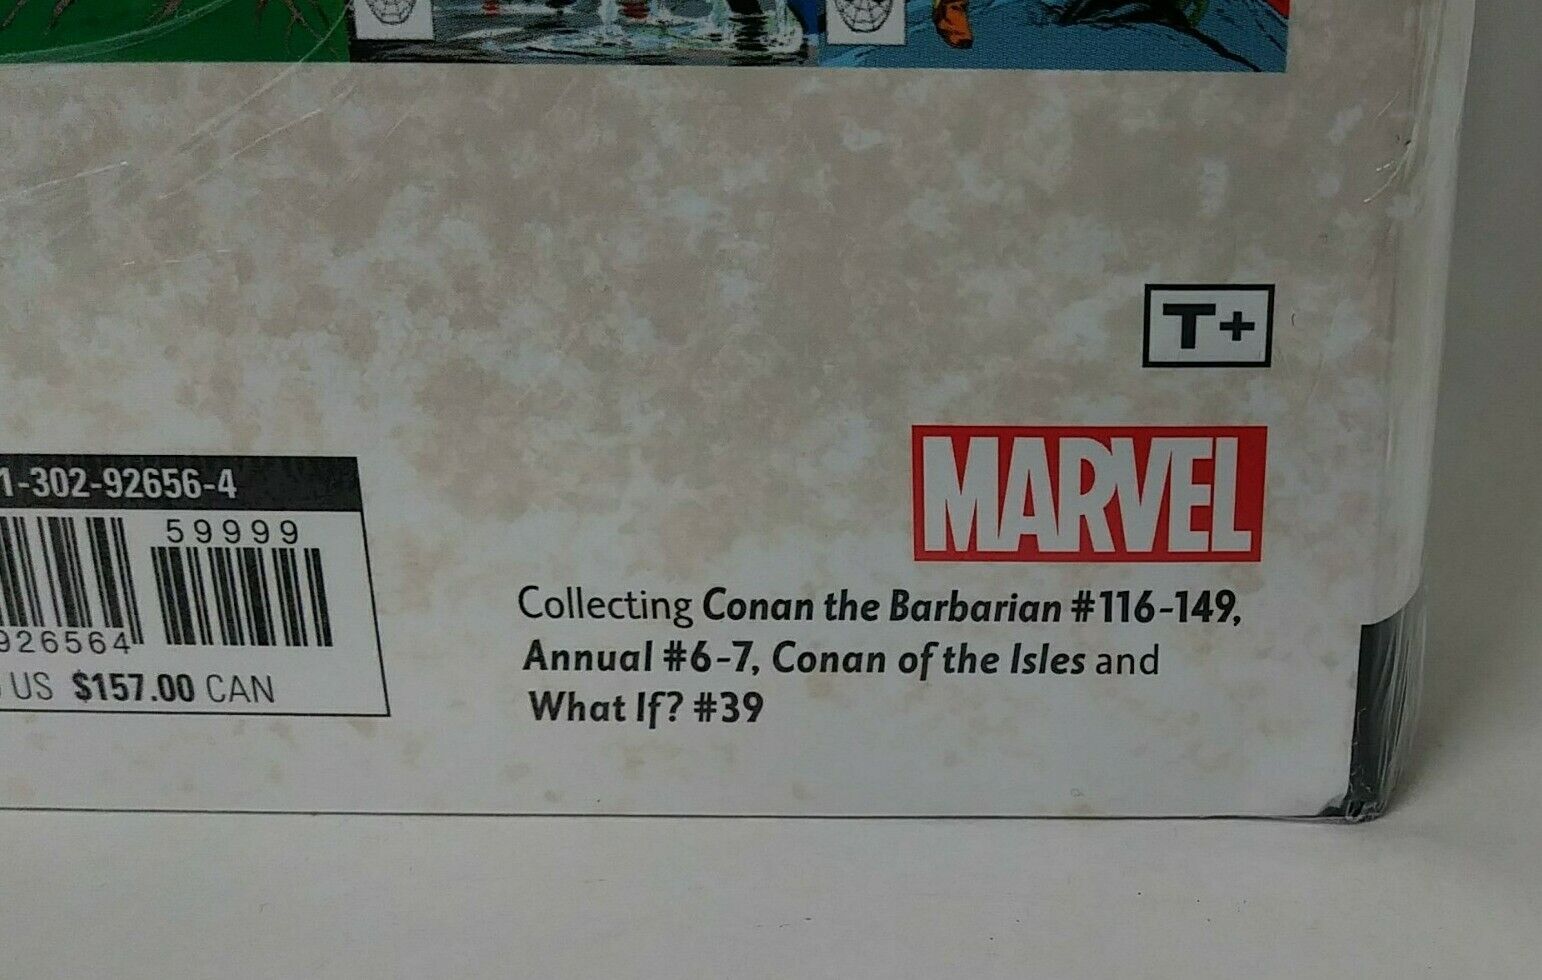 T+
MARVEL
1-302-92656-4
59999
926564
US $157.00 CAN
Collecting Conan the Barbarian #116-149,
Annual #6-7, Conan of the Isles and
What If? #39